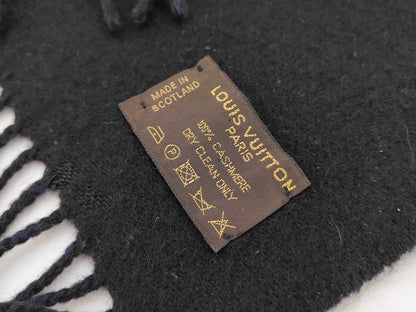 MADE IN
SCOTLAND
LOUIS VUITTON
PARIS
100% CASHMERE
DRY CLEAN ONLY
P